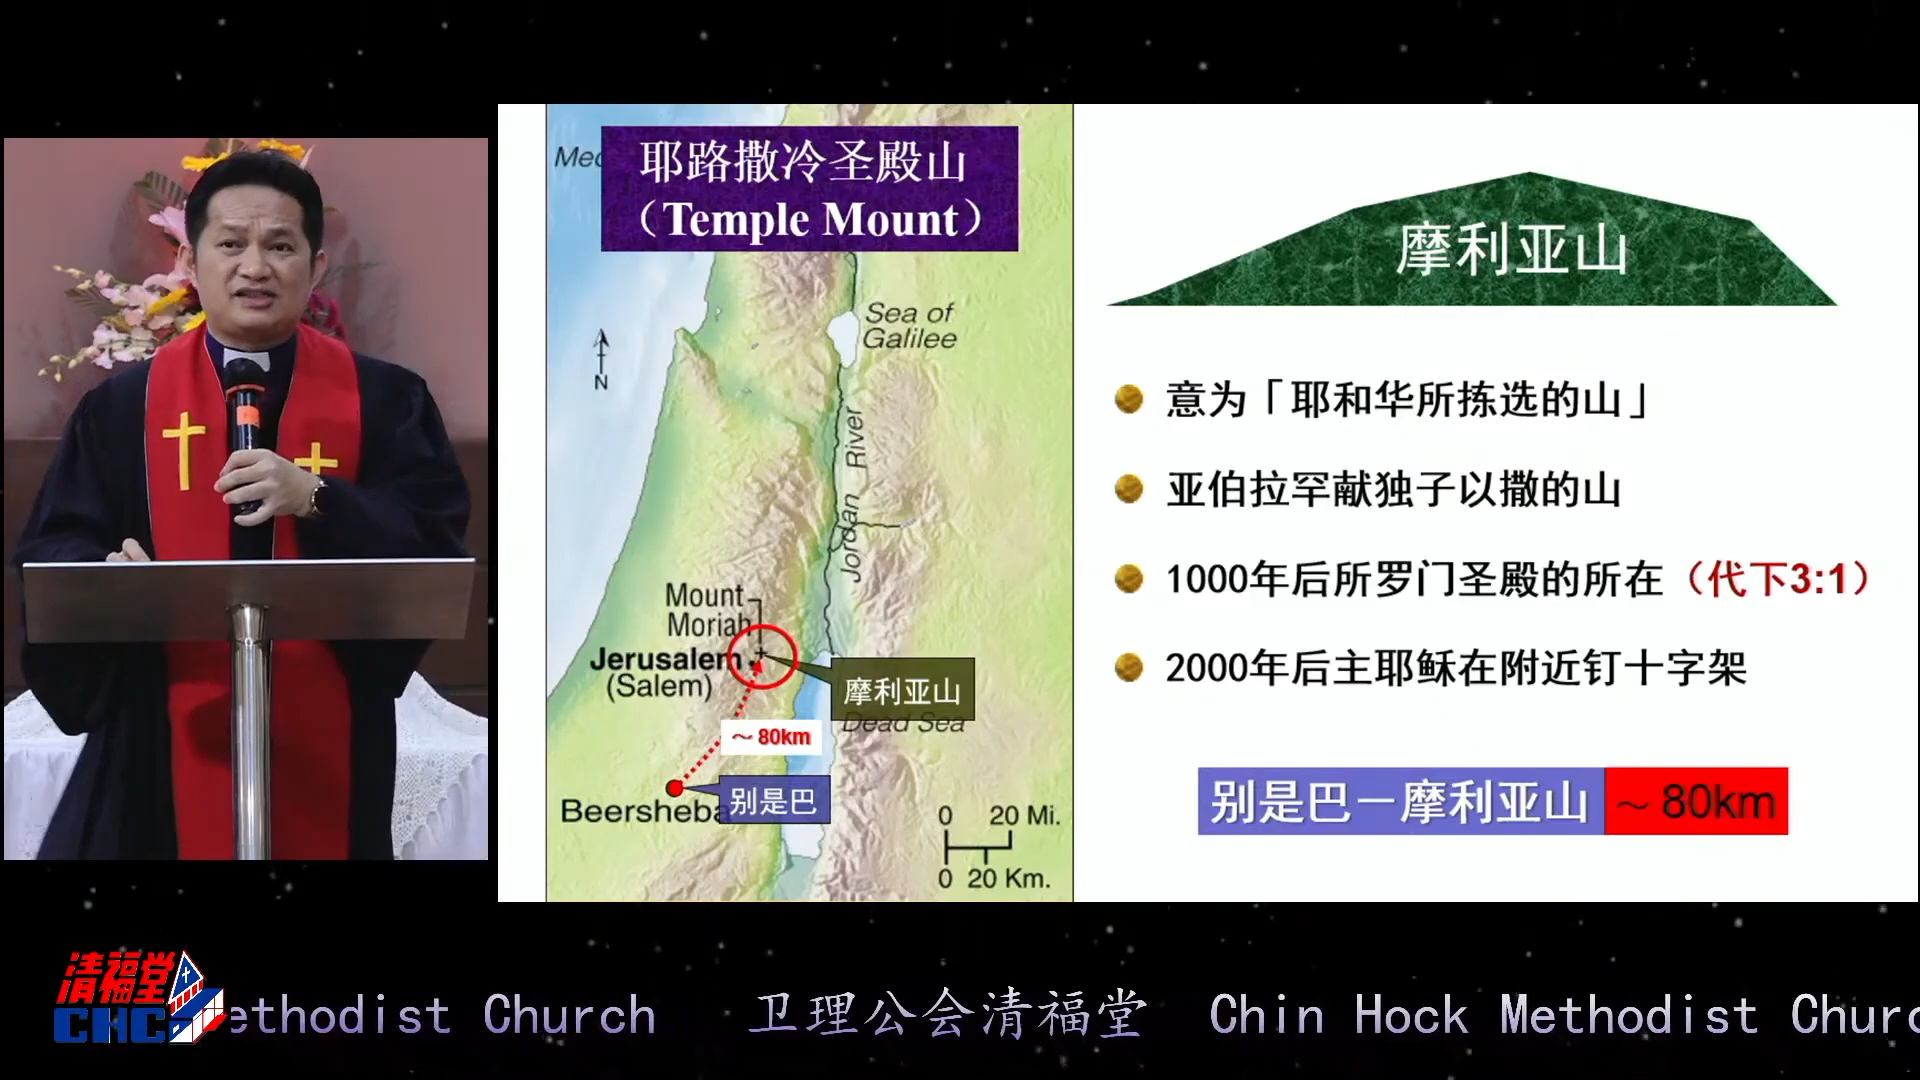 耶路撒冷圣殿山
（Temple Mount）
Med
Sea of
Galilee
N
Jordan River
Mount
Moriah
Jerusalem
(Salem)
摩利亚山
Dead Sea
～ 80km
别是巴
Beersheba
0 20 Mi.
0 20 Km.
摩利亚山
意为「耶和华所拣选的山」
亚伯拉罕献独子以撒的山
1000年后所罗门圣殿的所在（代下3:1）
2000年后主耶稣在附近钉十字架
别是巴－摩利亚山 ～ 80km
清福堂
CHC
ethodist Church 卫理公会清福堂 Chin Hock Methodist Churc